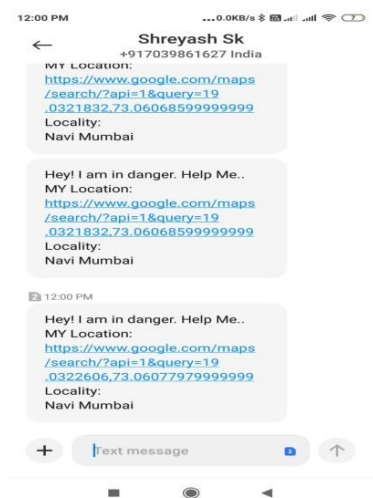 12:00 PM
...0.0KB/s
Shreyash Sk
+917039861627 India
MY Location:
https://www.google.com/maps
/search/?api=1&query=19
.0321832,73.06068599999999
Locality:
Navi Mumbai
Hey! I am in danger. Help Me..
MY Location:
https://www.google.com/maps
/search/?api=1&query=19
.0321832,73.06068599999999
Locality:
Navi Mumbai
2 12:00 PM
Hey! I am in danger. Help Me..
MY Location:
https://www.google.com/maps
/search/?api=1&query=19
.0322606,73.06077979999999
Locality:
Navi Mumbai
Text message
2